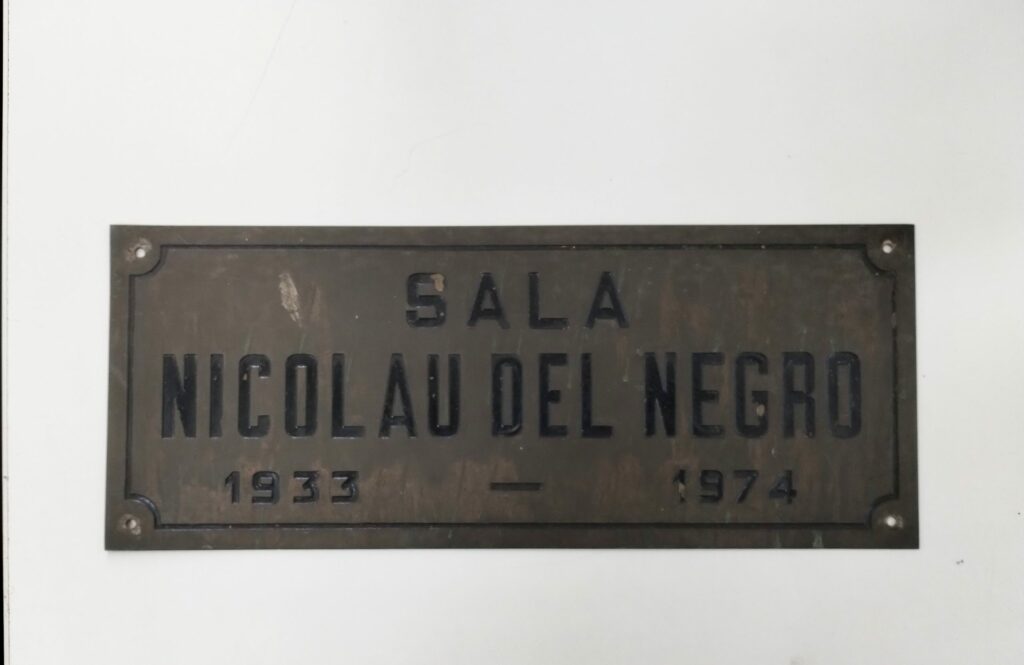 SALA
NICOLAU DEL NEGRO
1933 — 1974